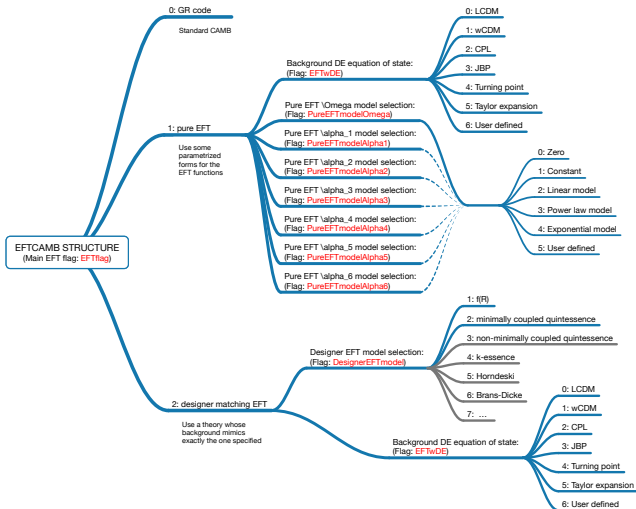 0: GR code
Standard CAMB
EFTCAMB STRUCTURE
(Main EFT flag: EFTflag)
1: pure EFT
Use some
parametrized
forms for the
EFT functions
Background DE equation of state:
(Flag: EFTwDE)
0: LCDM
1: wCDM
2: CPL
3: JBP
4: Turning point
5: Taylor expansion
6: User defined
Pure EFT \Omega model selection:
(Flag: PureEFTmodelOmega)
Pure EFT \alpha_1 model selection:
(Flag: PureEFTmodelAlpha1)
Pure EFT \alpha_2 model selection:
(Flag: PureEFTmodelAlpha2)
Pure EFT \alpha_3 model selection:
(Flag: PureEFTmodelAlpha3)
Pure EFT \alpha_4 model selection:
(Flag: PureEFTmodelAlpha4)
Pure EFT \alpha_5 model selection:
(Flag: PureEFTmodelAlpha5)
Pure EFT \alpha_6 model selection:
(Flag: PureEFTmodelAlpha6)
0: Zero
1: Constant
2: Linear model
3: Power law model
4: Exponential model
5: User defined
2: designer matching EFT
Use a theory whose
background mimics
exactly the one specified
Designer EFT model selection:
(Flag: DesignerEFTmodel)
1: f(R)
2: minimally coupled quintessence
3: non-minimally coupled quintessence
4: k-essence
5: Horndeski
6: Brans-Dicke
7: ...
Background DE equation of state:
(Flag: EFTwDE)
0: LCDM
1: wCDM
2: CPL
3: JBP
4: Turning point
5: Taylor expansion
6: User defined